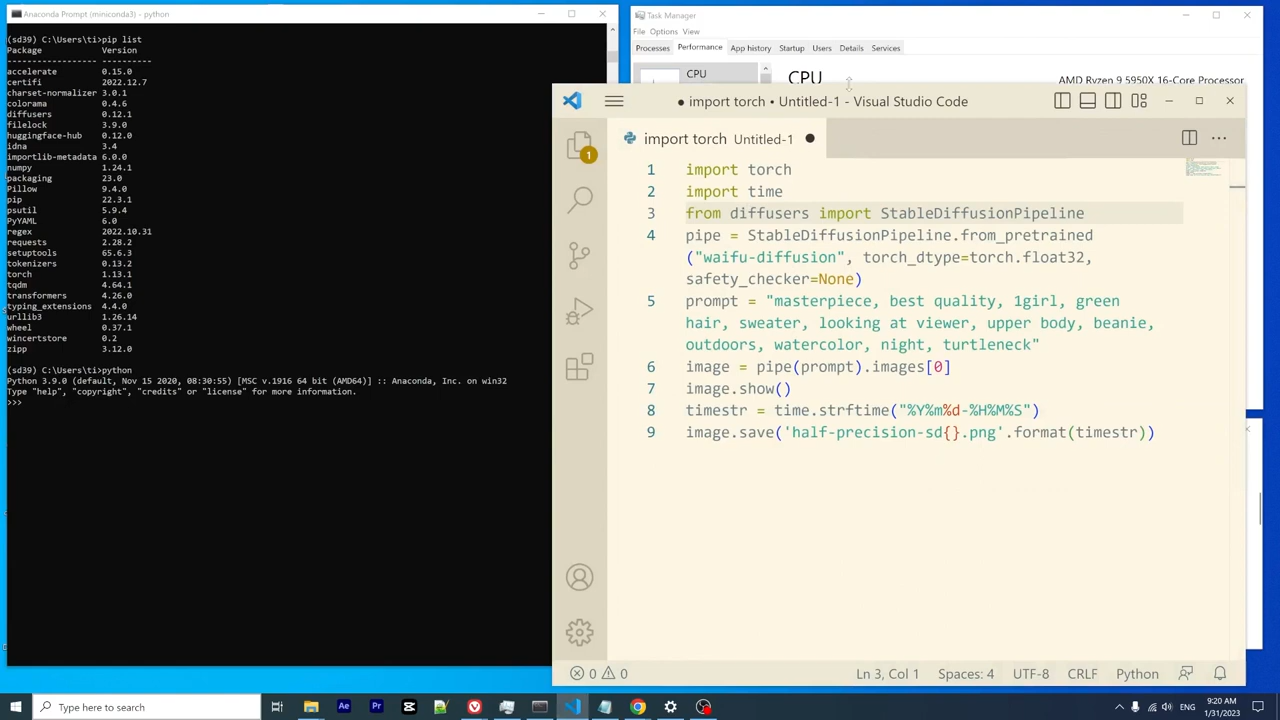 Anaconda Prompt (miniconda3) - python
(sd39) C:\Users\ti>pip list
Package Version
------------------ ----------
accelerate 0.15.0
certifi 2022.12.7
charset-normalizer 3.0.1
colorama 0.4.6
diffusers 0.12.1
filelock 3.9.0
huggingface-hub 0.12.0
idna 3.4
importlib-metadata 6.0.0
numpy 1.24.1
packaging 23.0
Pillow 9.4.0
pip 22.3.1
psutil 5.9.4
PyYAML 6.0
regex 2022.10.31
requests 2.28.2
setuptools 65.6.3
tokenizers 0.13.2
torch 1.13.1
tqdm 4.64.1
transformers 4.26.0
typing_extensions 4.4.0
urllib3 1.26.14
wheel 0.37.1
wincertstore 0.2
zipp 3.12.0
(sd39) C:\Users\ti>python
Python 3.9.0 (default, Nov 15 2020, 08:30:55) [MSC v.1916 64 bit (AMD64)] :: Anaconda, Inc. on win32
Type "help", "copyright", "credits" or "license" for more information.
>>>
Task Manager
File Options View
Processes Performance App history Startup Users Details Services
CPU
CPU AMD Ryzen 9 5950X 16-Core Processor
● import torch • Untitled-1 - Visual Studio Code
1
import torch Untitled-1
1 import torch
2 import time
3 from diffusers import StableDiffusionPipeline
4 pipe = StableDiffusionPipeline.from_pretrained
("waifu-diffusion", torch_dtype=torch.float32,
safety_checker=None)
5 prompt = "masterpiece, best quality, 1girl, green
hair, sweater, looking at viewer, upper body, beanie,
outdoors, watercolor, night, turtleneck"
6 image = pipe(prompt).images[0]
7 image.show()
8 timestr = time.strftime("%Y%m%d-%H%M%S")
9 image.save('half-precision-sd{}.png'.format(timestr))
0 0 Ln 3, Col 1 Spaces: 4 UTF-8 CRLF Python
Type here to search
Ae Pr
ENG
9:20 AM
1/31/2023